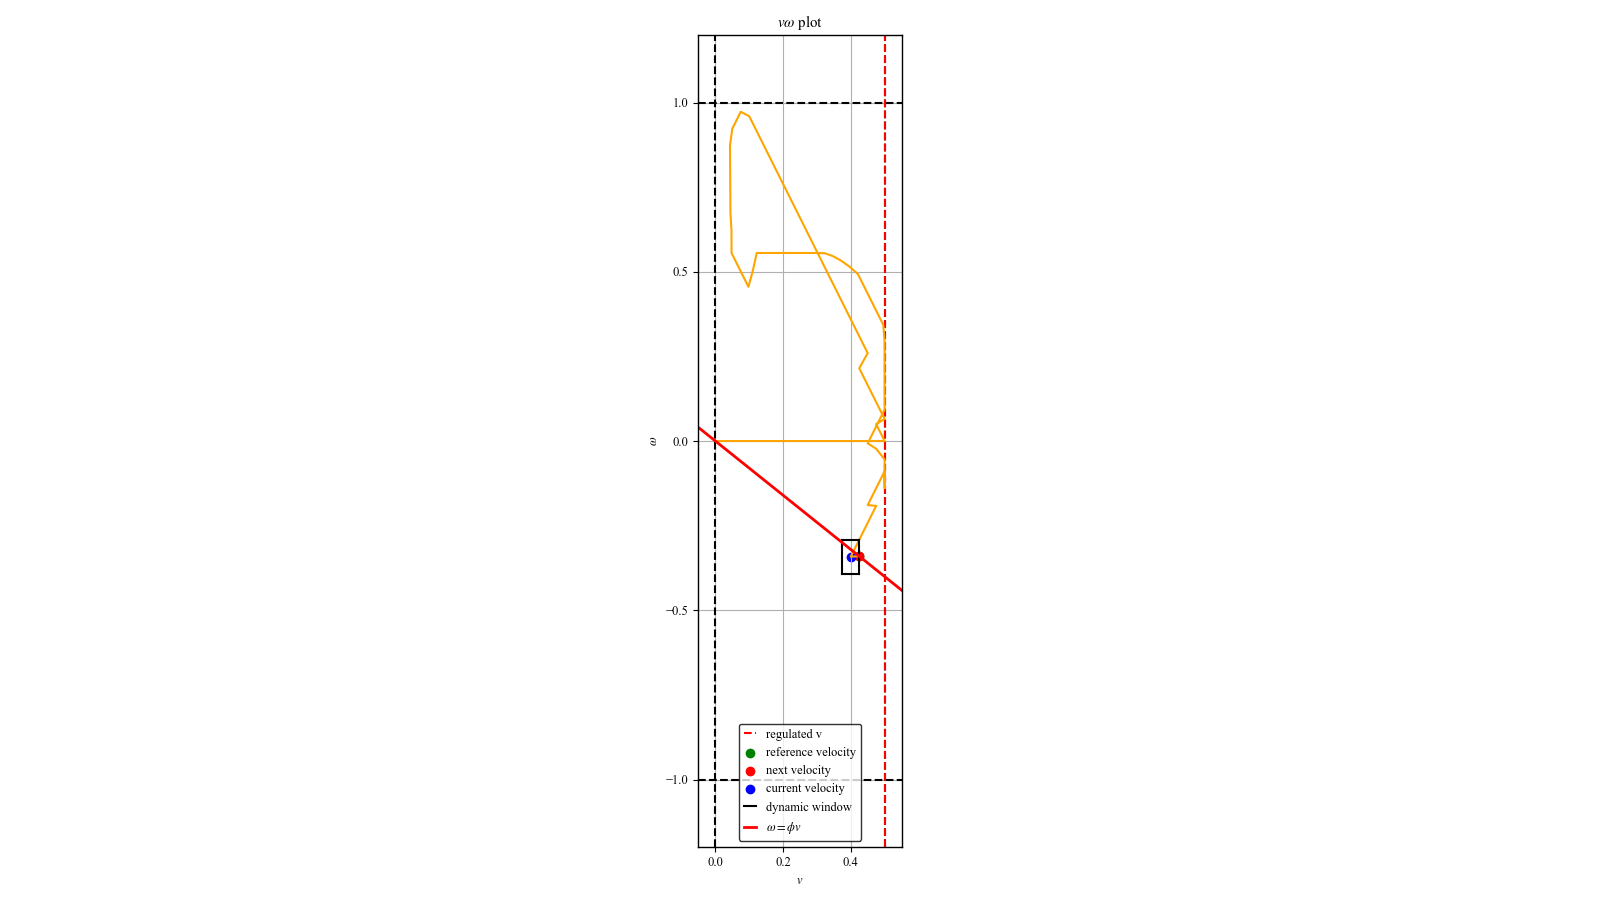 vω plot
1.0
0.5
0.0
−0.5
−1.0
ω
regulated v
reference velocity
next velocity
current velocity
dynamic window
ω = ϕv
0.0 0.2 0.4
v